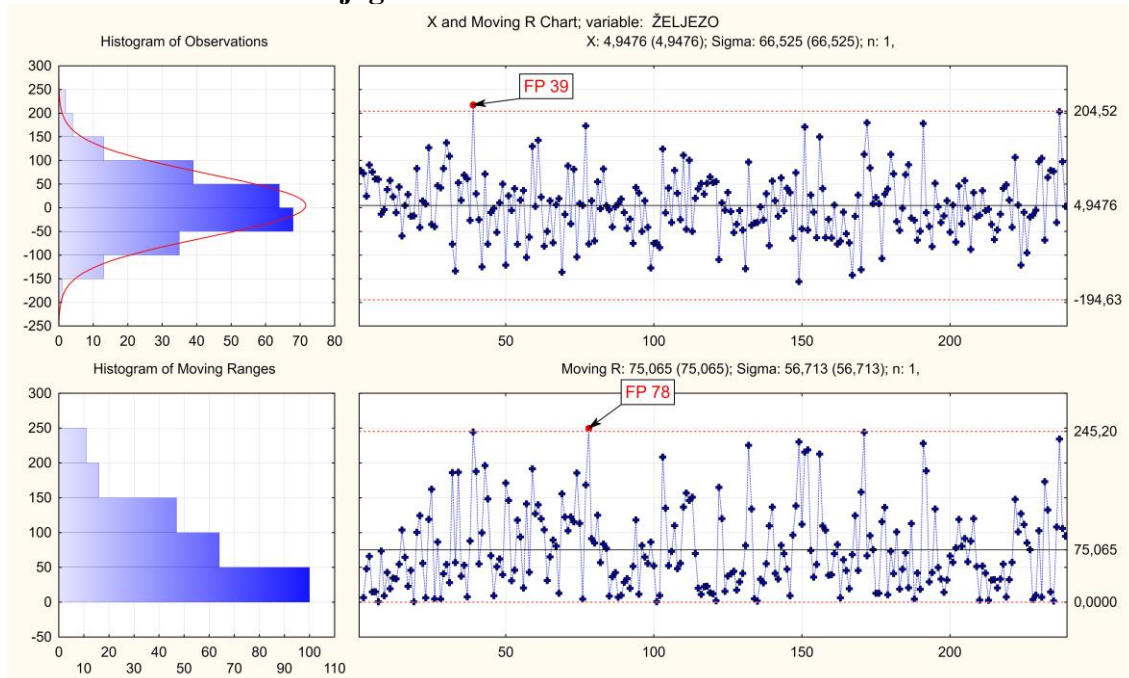 X and Moving R Chart; variable: ŽELJEZO
Histogram of Observations
X: 4,9476 (4,9476); Sigma: 66,525 (66,525); n: 1,
300
250
200
150
100
50
0
-50
-100
-150
-200
-250
0 10 20 30 40 50 60 70 80
FP 39
204,52
4,9476
-194,63
50 100 150 200
Histogram of Moving Ranges
Moving R: 75,065 (75,065); Sigma: 56,713 (56,713); n: 1,
300
250
200
150
100
50
0
-50
0 20 40 60 80 100
10 30 50 70 90 110
FP 78
245,20
75,065
0,0000
50 100 150 200